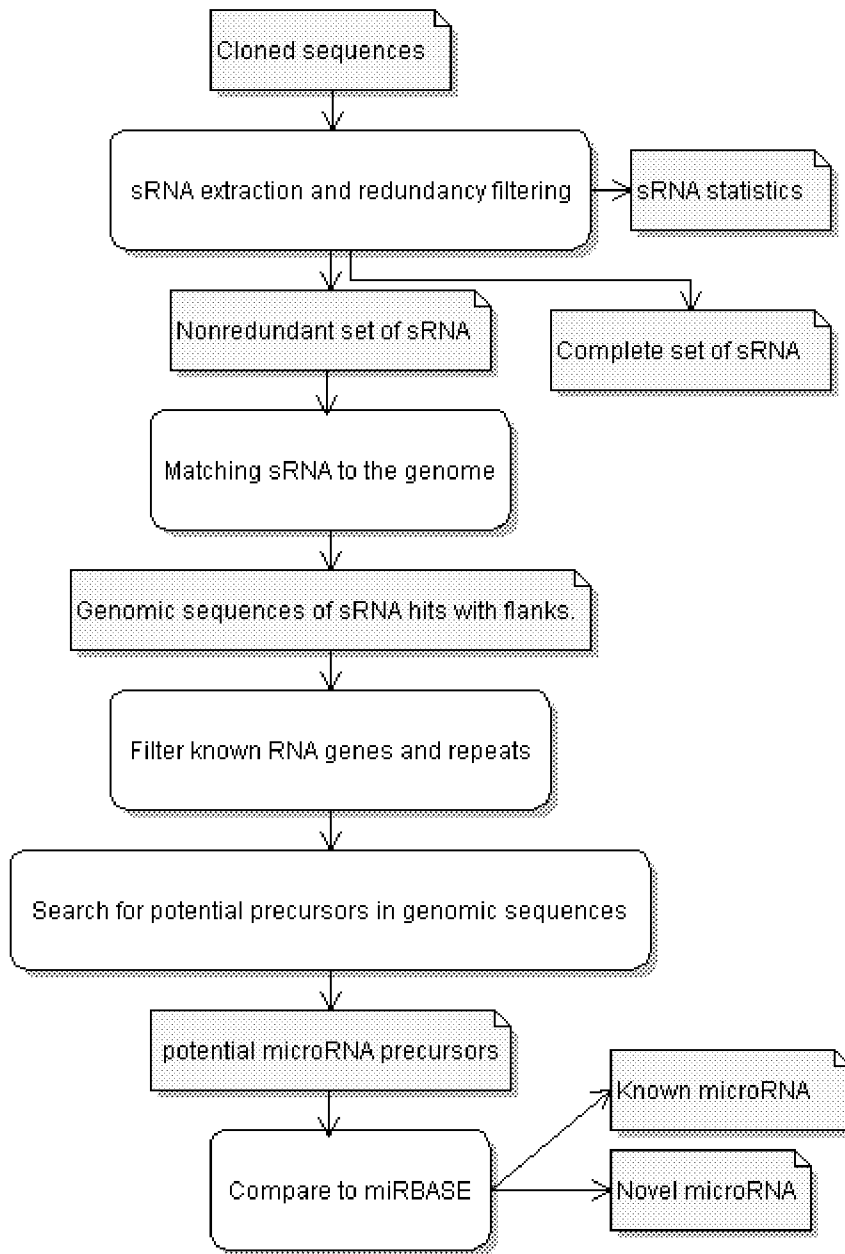 Cloned sequences
sRNA extraction and redundancy filtering
sRNA statistics
Nonredundant set of sRNA
Complete set of sRNA
Matching sRNA to the genome
Genomic sequences of sRNA hits with flanks.
Filter known RNA genes and repeats
Search for potential precursors in genomic sequences
potential microRNA precursors
Known microRNA
Compare to miRBASE
Novel microRNA